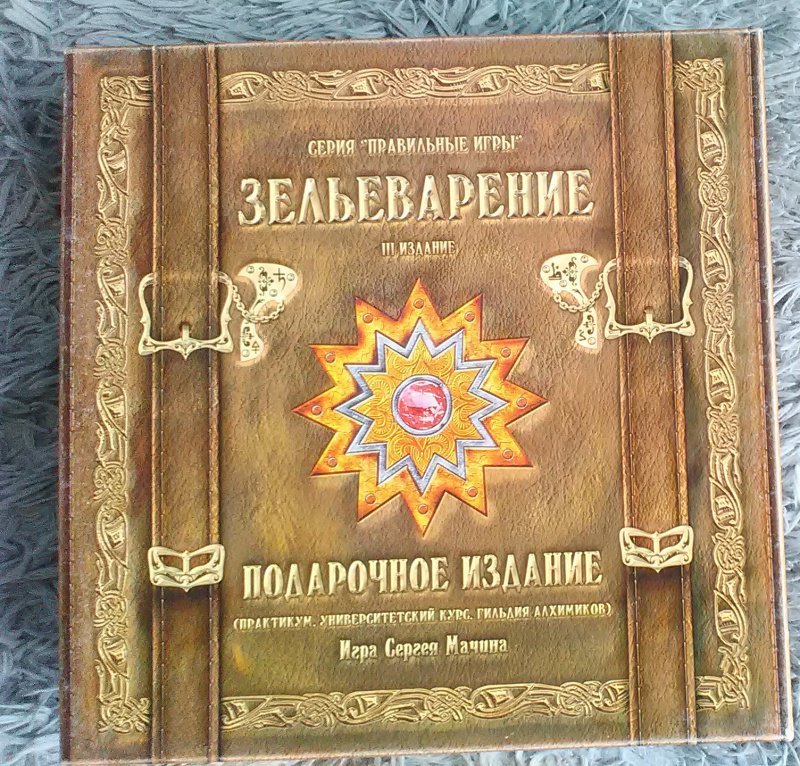 СЕРИЯ "ПРАВИЛЬНЫЕ ИГРЫ"
ЗЕЛЬЕВАРЕНИЕ
III ИЗДАНИЕ
ПОДАРОЧНОЕ ИЗДАНИЕ
(ПРАКТИКУМ, УНИВЕРСИТЕТСКИЙ КУРС, ГИЛЬДИЯ АЛХИМИКОВ)
Игра Сергея Мачина